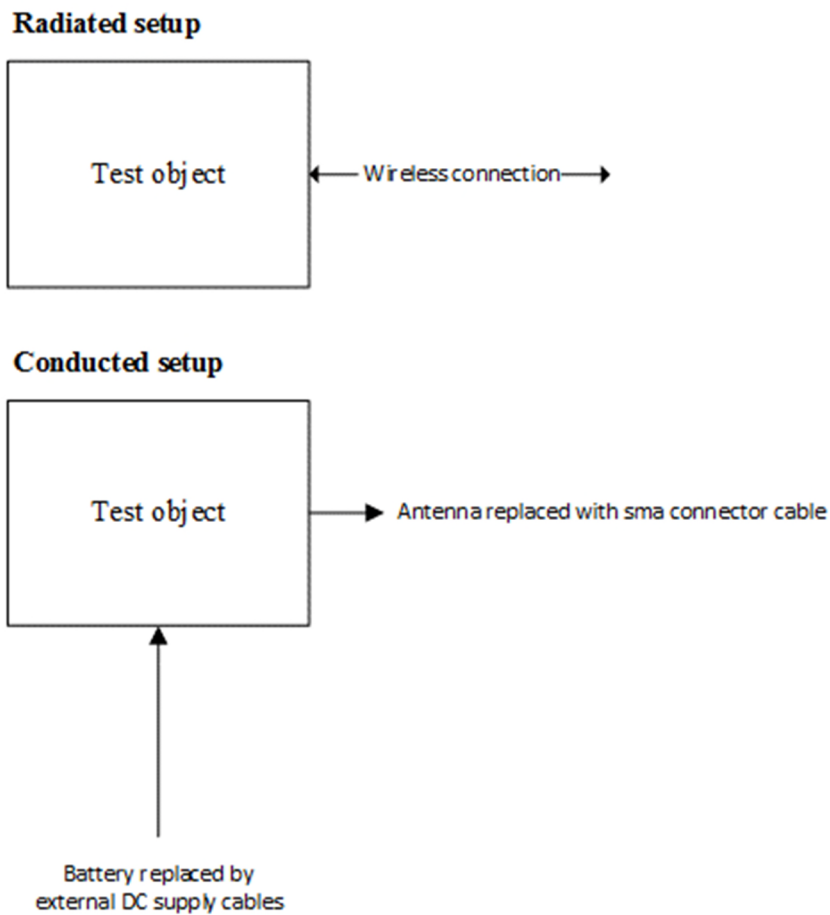 Radiated setup
Test object
Wireless connection
Conducted setup
Test object
Antenna replaced with sma connector cable
Battery replaced by
external DC supply cables